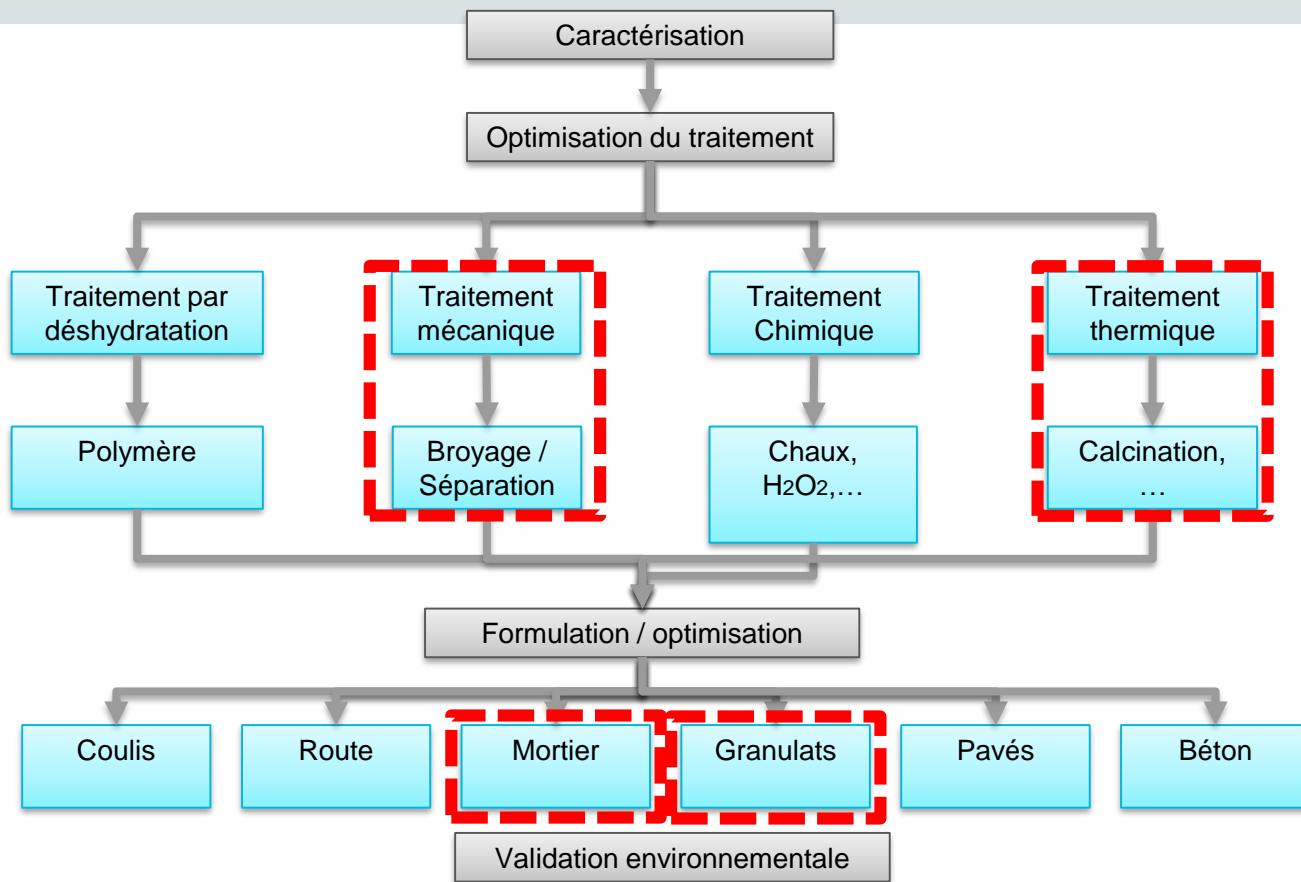 Caractérisation
Optimisation du traitement
Traitement par
déshydratation
Traitement
mécanique
Traitement
Chimique
Traitement
thermique
Polymère
Broyage /
Séparation
Chaux,
H2O2,…
Calcination,
…
Formulation / optimisation
Coulis
Route
Mortier
Granulats
Pavés
Béton
Validation environnementale